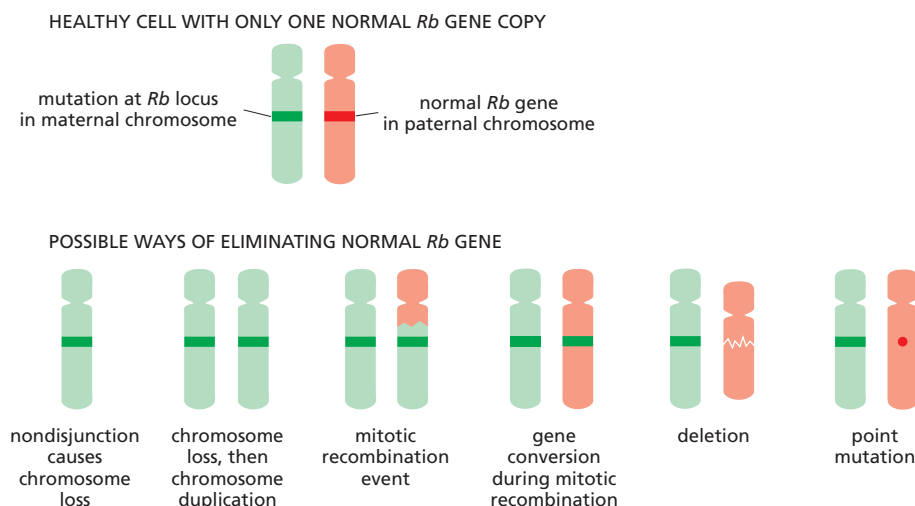 HEALTHY CELL WITH ONLY ONE NORMAL Rb GENE COPY
mutation at Rb locus
in maternal chromosome
normal Rb gene
in paternal chromosome
POSSIBLE WAYS OF ELIMINATING NORMAL Rb GENE
nondisjunction
causes
chromosome
loss
chromosome
loss, then
chromosome
duplication
mitotic
recombination
event
gene
conversion
during mitotic
recombination
deletion
point
mutation